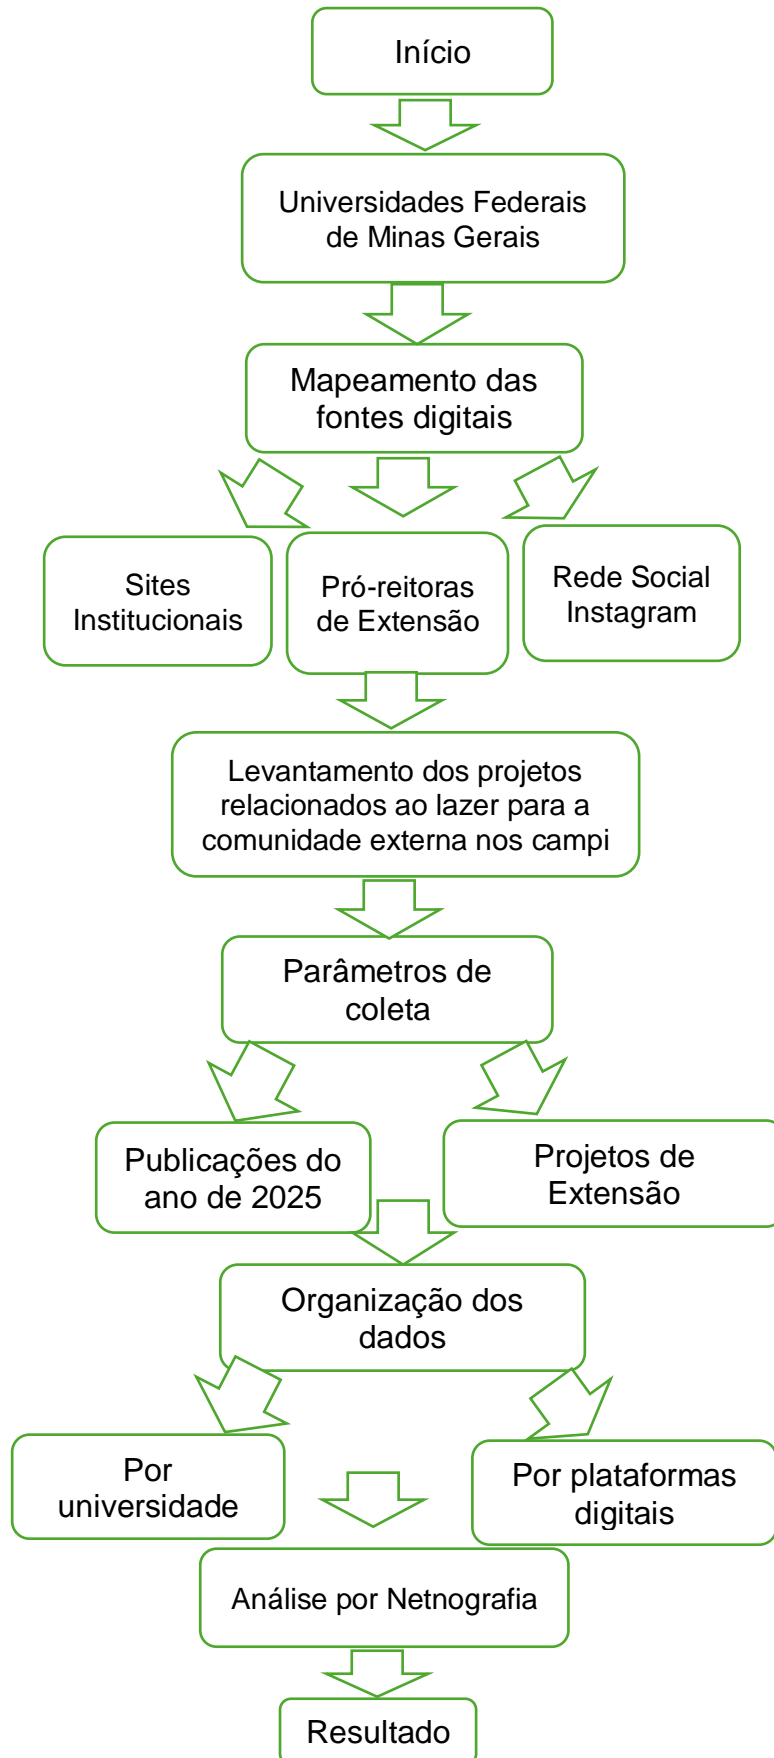 Início
Universidades Federais
de Minas Gerais
Mapeamento das
fontes digitais
Sites
Institucionais
Pró-reitoras
de Extensão
Rede Social
Instagram
Levantamento dos projetos
relacionados ao lazer para a
comunidade externa nos campi
Parâmetros de
coleta
Publicações do
ano de 2025
Projetos de
Extensão
Organização dos
dados
Por
universidade
Por plataformas
digitais
Análise por Netnografia
Resultado